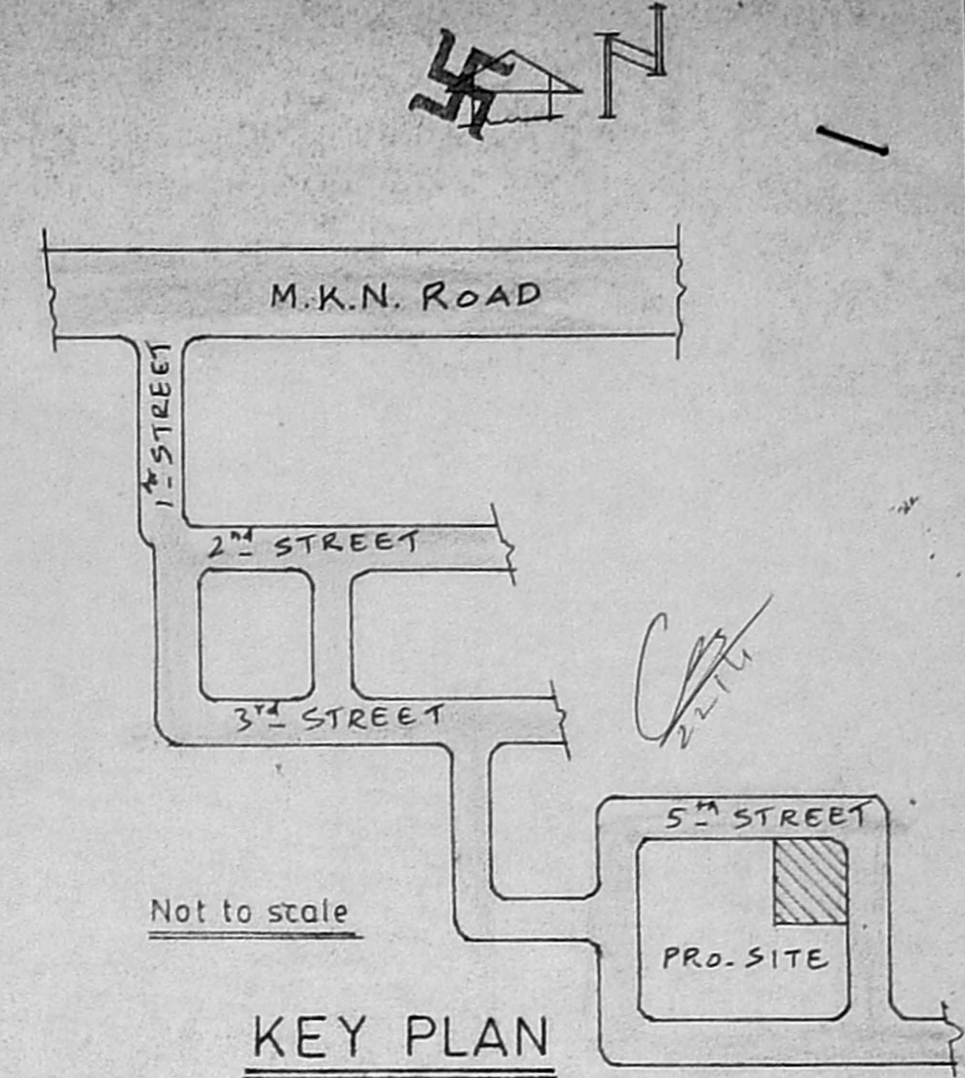 N
M.K.N. ROAD
1st STREET
2nd STREET
3rd STREET
5th STREET
PRO-SITE
Not to scale
KEY PLAN